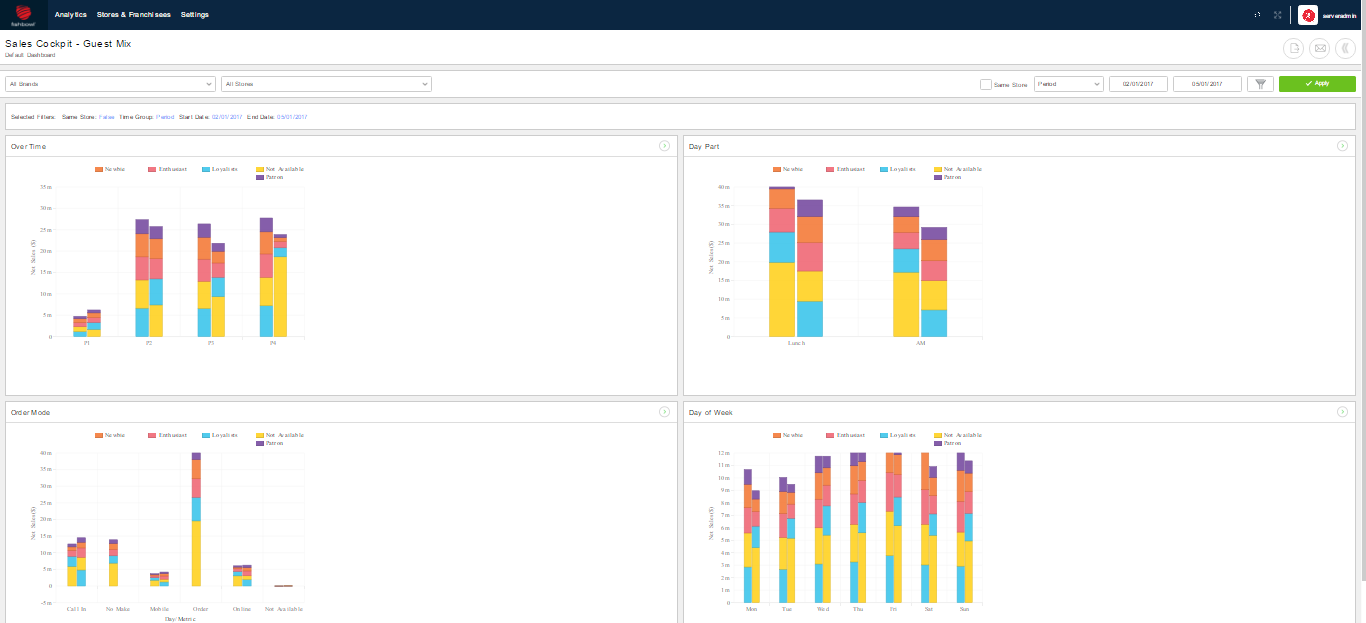 fishbowl
Analytics Stores & Franchisees Settings
serveradmin
Sales Cockpit - Guest Mix
Default Dashboard
All Brands All Stores Same Store Period 02/01/2017 05/01/2017 Apply
Selected Filters: Same Store: False Time Group: Period Start Date: 02/01/2017 End Date: 05/01/2017
Over Time
Newbie Enthusiast Loyalists Not Available
Patron
Net Sales ($)
35m
30m
25m
20m
15m
10m
5m
0
P1 P2 P3 P4
Day Part
Newbie Enthusiast Loyalists Not Available
Patron
Net Sales($)
40m
35m
30m
25m
20m
15m
10m
5m
0
Lunch AM
Order Mode
Newbie Enthusiast Loyalists Not Available
Patron
Net Sales($)
40m
35m
30m
25m
20m
15m
10m
5m
0
-5m
Call In No Make Mobile Order Online Not Available
Day/Metric
Day of Week
Newbie Enthusiast Loyalists Not Available
Patron
Net Sales($)
12m
11m
10m
9m
8m
7m
6m
5m
4m
3m
2m
1m
0
Mon Tue Wed Thu Fri Sat Sun